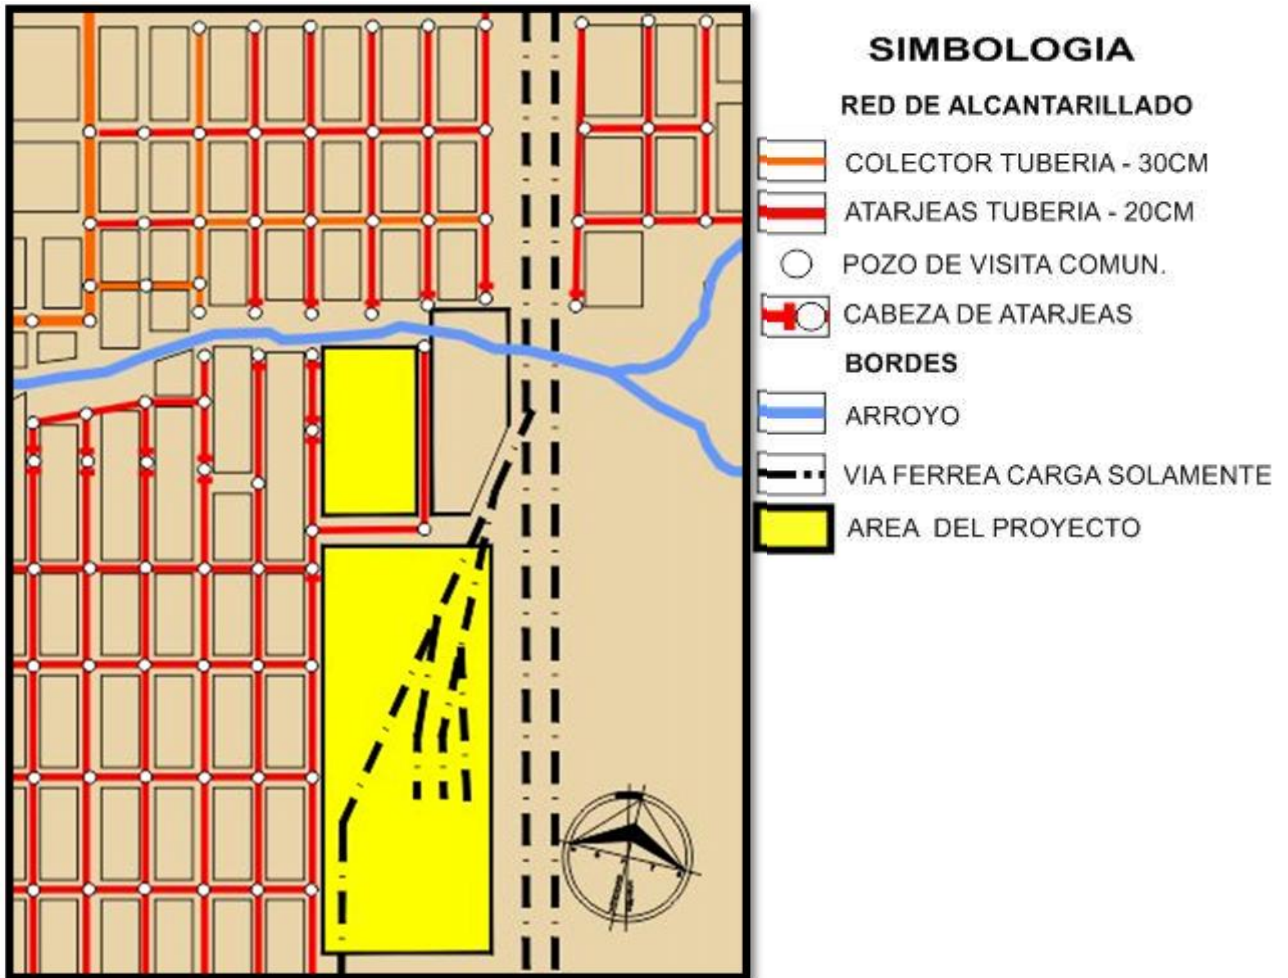 SIMBOLOGIA
RED DE ALCANTARILLADO
COLECTOR TUBERIA - 30CM
ATARJEAS TUBERIA - 20CM
POZO DE VISITA COMUN.
CABEZA DE ATARJEAS
BORDES
ARROYO
VIA FERREA CARGA SOLAMENTE
AREA DEL PROYECTO